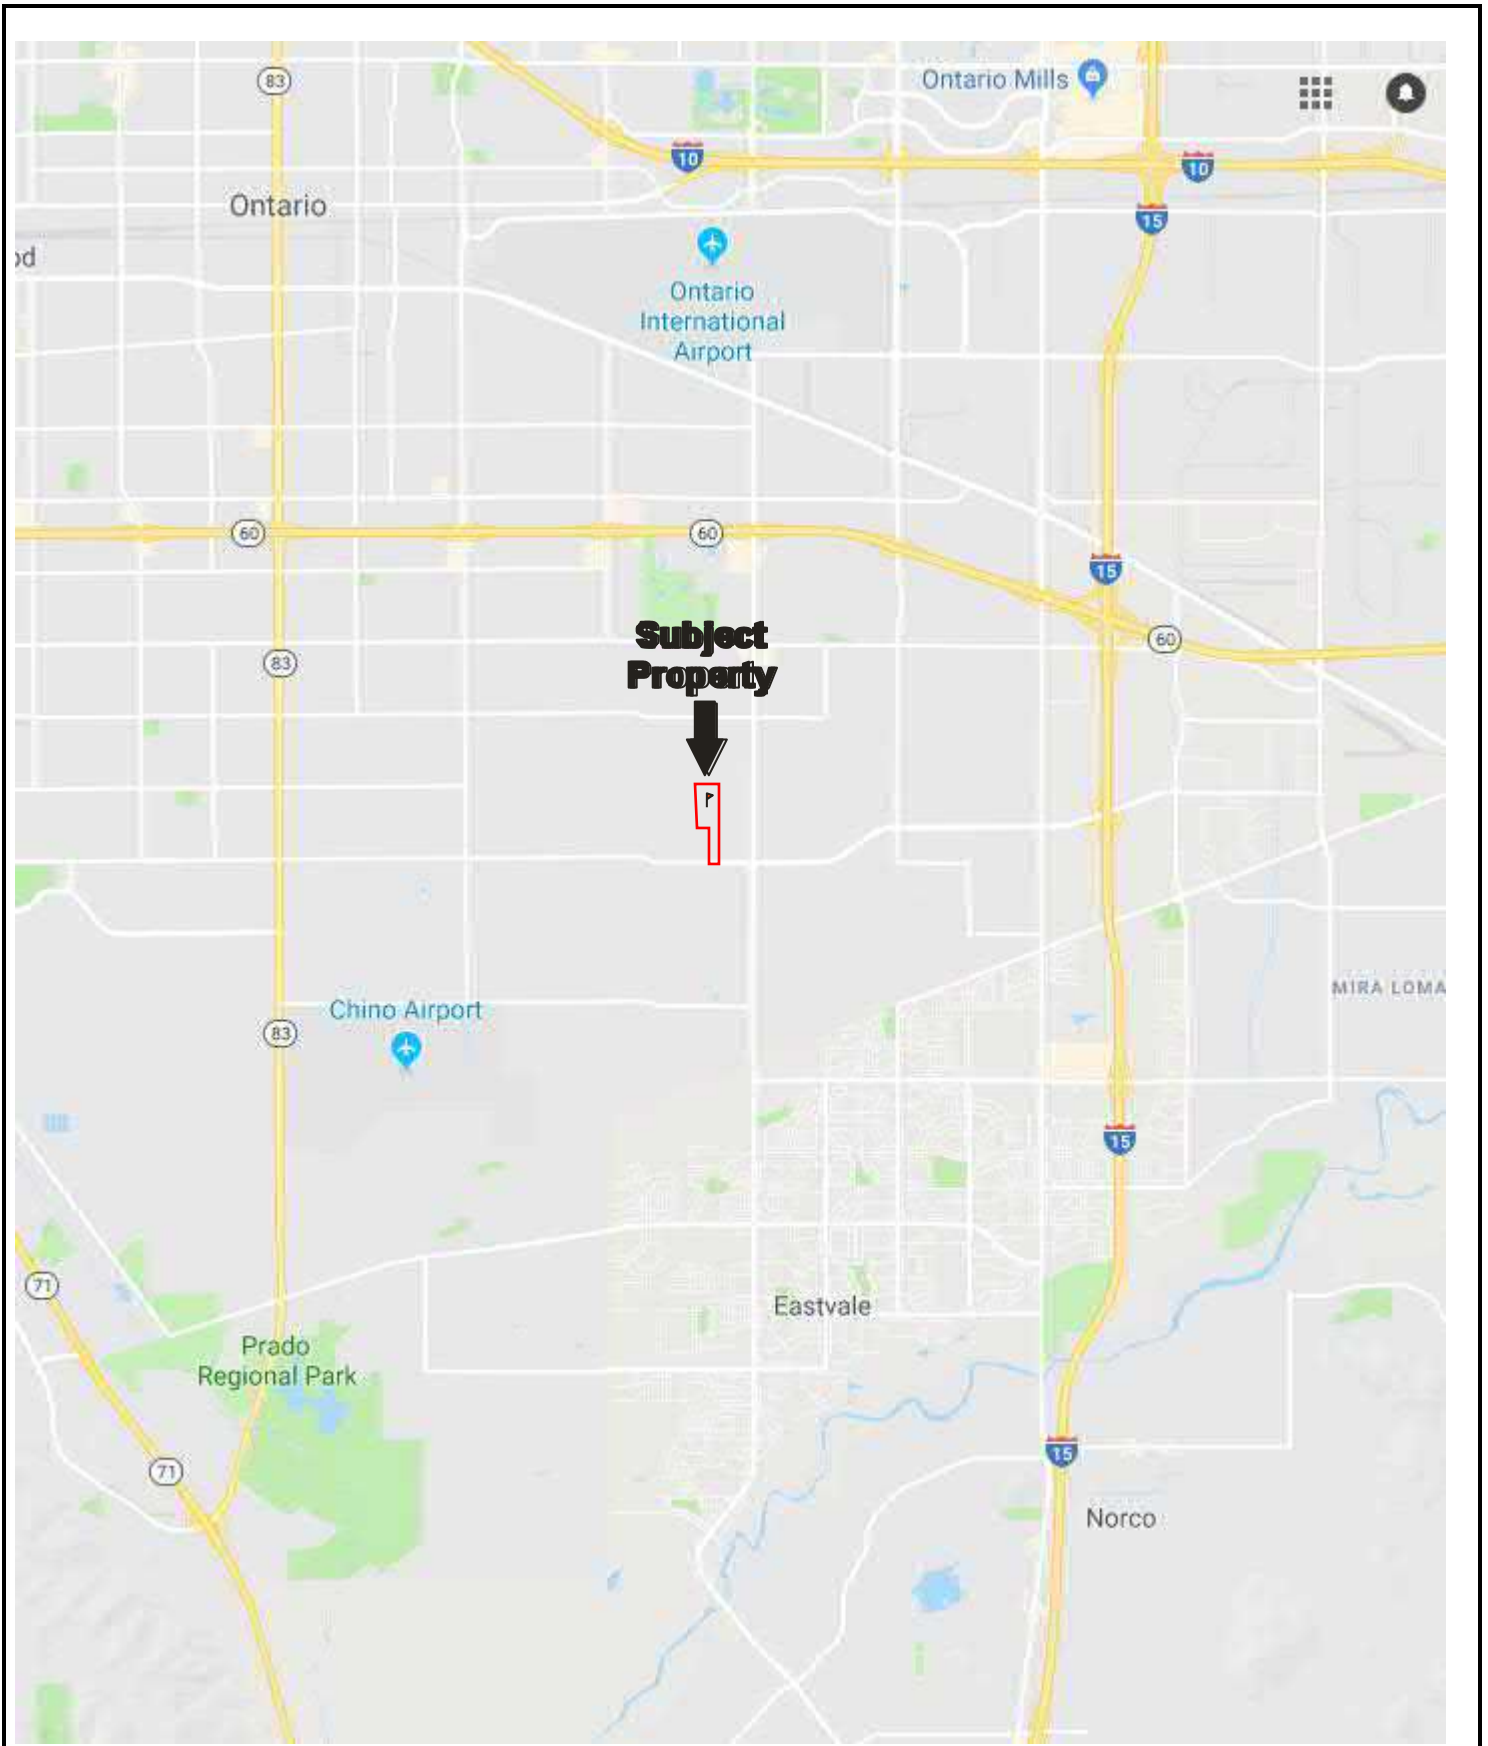 83
Ontario Mills
10
10
Ontario
15
od
Ontario
International
Airport
60
60
15
Subject
Property
60
83
MIRA LOMA
Chino Airport
83
15
71
Eastvale
Prado
Regional Park
15
71
Norco